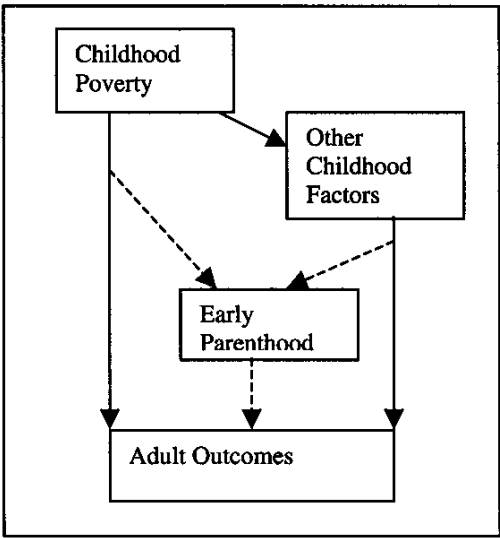 Childhood
Poverty
Other
Childhood
Factors
Early
Parenthood
Adult Outcomes